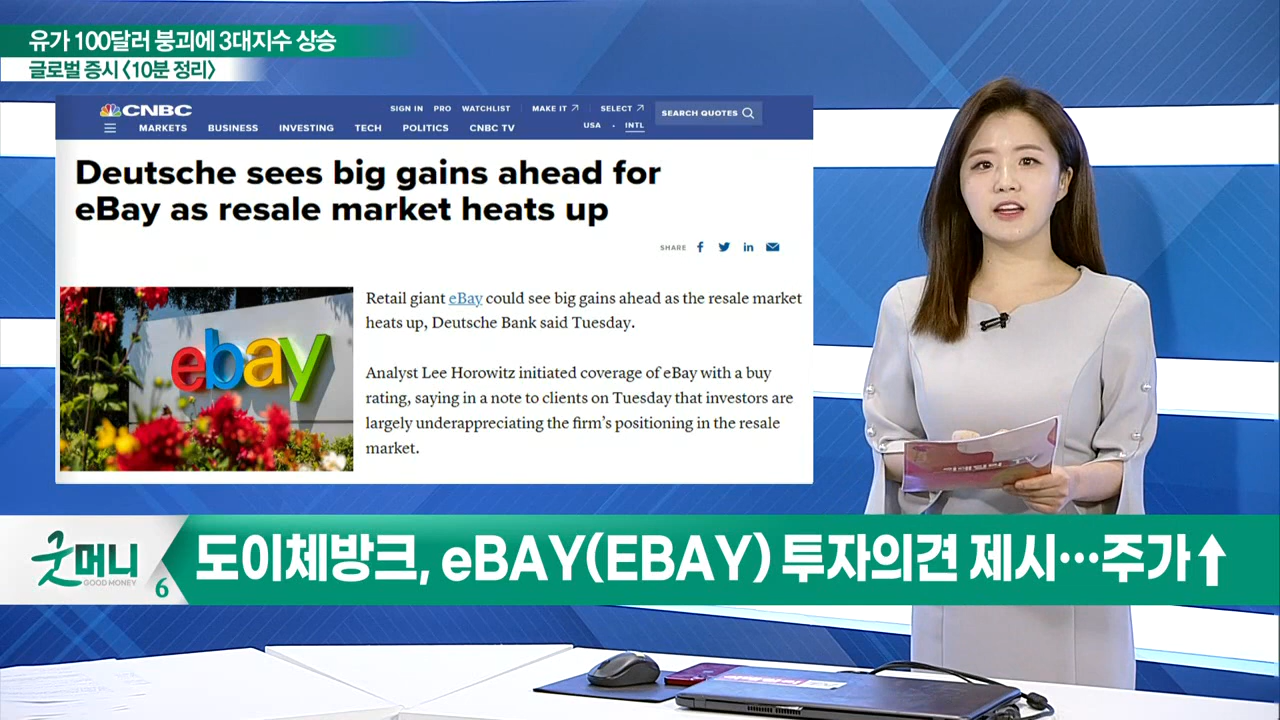 유가 100달러 붕괴에 3대지수 상승
글로벌 증시 <10분 정리>
CNBC
SIGN IN PRO WATCHLIST MAKE IT SELECT SEARCH QUOTES
MARKETS BUSINESS INVESTING TECH POLITICS CNBC TV USA · INTL
Deutsche sees big gains ahead for
eBay as resale market heats up
SHARE
ebay
Retail giant eBay could see big gains ahead as the resale market
heats up, Deutsche Bank said Tuesday.
Analyst Lee Horowitz initiated coverage of eBay with a buy
rating, saying in a note to clients on Tuesday that investors are
largely underappreciating the firm's positioning in the resale
market.
굿머니
GOOD MONEY
6
도이체방크, eBAY(EBAY) 투자의견 제시…주가↑